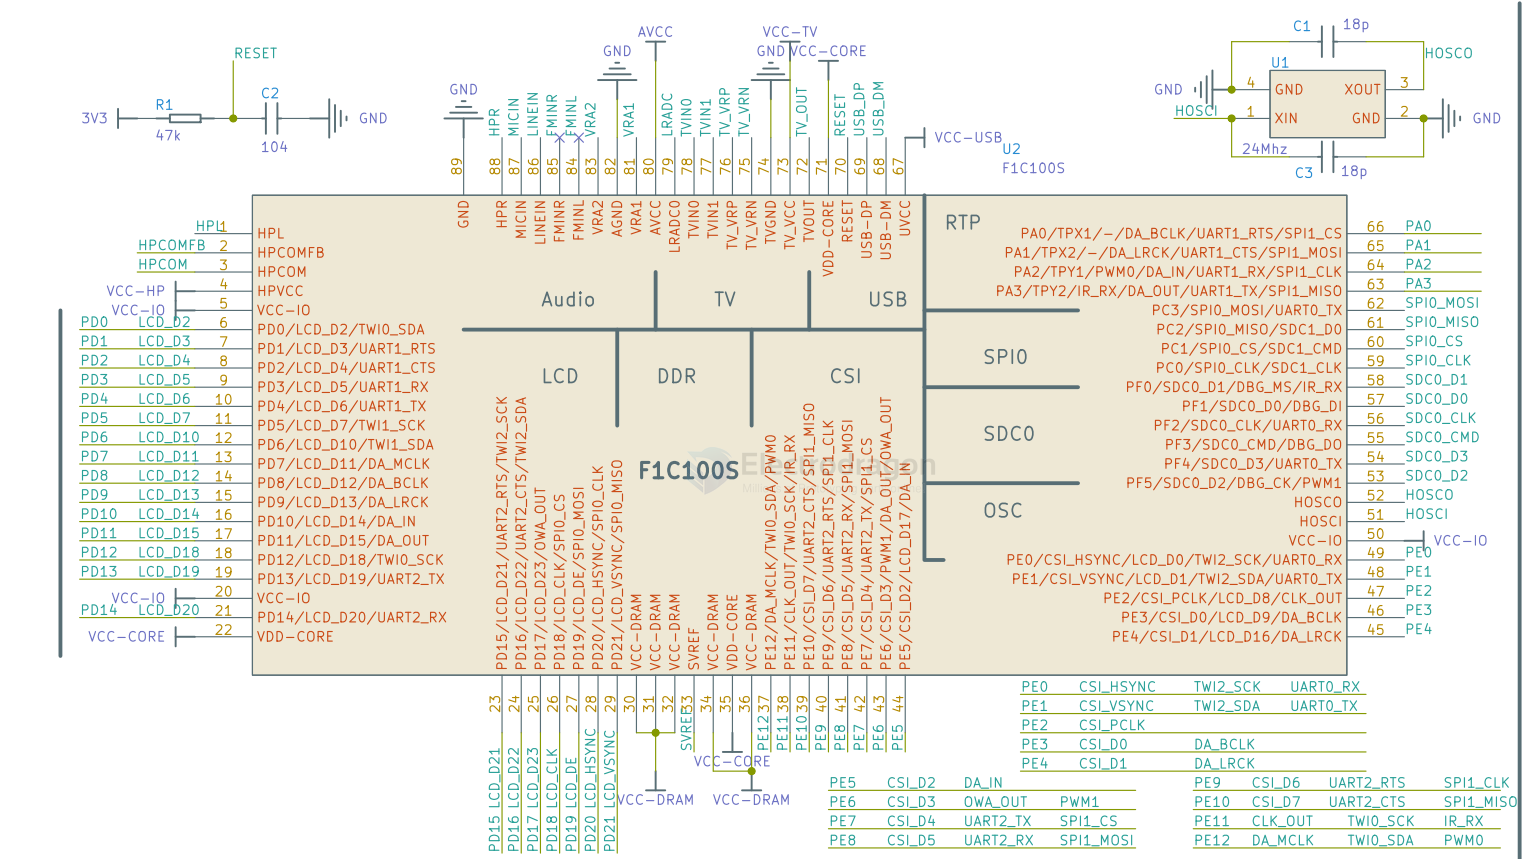 RESET
3V3
R1
47k
C2
104
GND
GND
HPR
MICIN
LINEIN
FMINR
FMINL
VRA2
GND
VRA1
AVCC
LRADC
TVIN0
TVIN1
TV_VRP
TV_VRN
GND
VCC-TV
TV_OUT
VCC-CORE
RESET
USB_DP
USB_DM
VCC-USB
U2
F1C100S
C1
18p
HOSCO
U1
GND 4 GND XOUT 3
HOSCI 1 XIN GND 2 GND
24Mhz
C3
18p
89 GND
88 HPR
87 MICIN
86 LINEIN
85 FMINR
84 FMINL
83 VRA2
82 AGND
81 VRA1
80 AVCC
79 LRADC0
78 TVIN0
77 TVIN1
76 TV_VRP
75 TV_VRN
74 TVGND
73 TV_VCC
72 TVOUT
71 VDD-CORE
70 RESET
69 USB-DP
68 USB-DM
67 UVCC
HPL 1 HPL
HPCOMFB 2 HPCOMFB
HPCOM 3 HPCOM
VCC-HP 4 HPVCC
VCC-IO 5 VCC-IO
PD0 LCD_D2 6 PD0/LCD_D2/TWI0_SDA
PD1 LCD_D3 7 PD1/LCD_D3/UART1_RTS
PD2 LCD_D4 8 PD2/LCD_D4/UART1_CTS
PD3 LCD_D5 9 PD3/LCD_D5/UART1_RX
PD4 LCD_D6 10 PD4/LCD_D6/UART1_TX
PD5 LCD_D7 11 PD5/LCD_D7/TWI1_SCK
PD6 LCD_D10 12 PD6/LCD_D10/TWI1_SDA
PD7 LCD_D11 13 PD7/LCD_D11/DA_MCLK
PD8 LCD_D12 14 PD8/LCD_D12/DA_BCLK
PD9 LCD_D13 15 PD9/LCD_D13/DA_LRCK
PD10 LCD_D14 16 PD10/LCD_D14/DA_IN
PD11 LCD_D15 17 PD11/LCD_D15/DA_OUT
PD12 LCD_D18 18 PD12/LCD_D18/TWI0_SCK
PD13 LCD_D19 19 PD13/LCD_D19/UART2_TX
VCC-IO 20 VCC-IO
PD14 LCD_D20 21 PD14/LCD_D20/UART2_RX
VCC-CORE 22 VDD-CORE
RTP
Audio
TV
USB
LCD
DDR
CSI
SPI0
SDC0
OSC
F1C100S
Electrodragon
PA0/TPX1/-/DA_BCLK/UART1_RTS/SPI1_CS 66 PA0
PA1/TPX2/-/DA_LRCK/UART1_CTS/SPI1_MOSI 65 PA1
PA2/TPY1/PWM0/DA_IN/UART1_RX/SPI1_CLK 64 PA2
PA3/TPY2/IR_RX/DA_OUT/UART1_TX/SPI1_MISO 63 PA3
PC3/SPI0_MOSI/UART0_TX 62 SPI0_MOSI
PC2/SPI0_MISO/SDC1_D0 61 SPI0_MISO
PC1/SPI0_CS/SDC1_CMD 60 SPI0_CS
PC0/SPI0_CLK/SDC1_CLK 59 SPI0_CLK
PF0/SDC0_D1/DBG_MS/IR_RX 58 SDC0_D1
PF1/SDC0_D0/DBG_DI 57 SDC0_D0
PF2/SDC0_CLK/UART0_RX 56 SDC0_CLK
PF3/SDC0_CMD/DBG_DO 55 SDC0_CMD
PF4/SDC0_D3/UART0_TX 54 SDC0_D3
PF5/SDC0_D2/DBG_CK/PWM1 53 SDC0_D2
HOSCO 52 HOSCO
HOSCI 51 HOSCI
VCC-IO 50 VCC-IO
PE0/CSI_HSYNC/LCD_D0/TWI2_SCK/UART0_RX 49 PE0
PE1/CSI_VSYNC/LCD_D1/TWI2_SDA/UART0_TX 48 PE1
PE2/CSI_PCLK/LCD_D8/CLK_OUT 47 PE2
PE3/CSI_D0/LCD_D9/DA_BCLK 46 PE3
PE4/CSI_D1/LCD_D16/DA_LRCK 45 PE4
PD15/LCD_D21/UART2_RTS/TWI2_SCK 23 PD15 LCD_D21
PD16/LCD_D22/UART2_CTS/TWI2_SDA 24 PD16 LCD_D22
PD17/LCD_D23/OWA_OUT 25 PD17 LCD_D23
PD18/LCD_CLK/SPI0_CS 26 PD18 LCD_CLK
PD19/LCD_DE/SPI0_MOSI 27 PD19 LCD_DE
PD20/LCD_HSYNC/SPI0_CLK 28 PD20 LCD_HSYNC
PD21/LCD_VSYNC/SPI0_MISO 29 PD21 LCD_VSYNC
VCC-DRAM 30
VCC-DRAM 31
VCC-DRAM 32
SVREF 33 SVREF
VCC-DRAM 34
VDD-CORE 35
VCC-DRAM 36
PE12/DA_MCLK/TWI0_SDA/PWM0 37 PE12
PE11/CLK_OUT/TWI0_SCK/IR_RX 38 PE11
PE10/CSI_D7/UART2_CTS/SPI1_MISO 39 PE10
PE9/CSI_D6/UART2_RTS/SPI1_CLK 40 PE9
PE8/CSI_D5/UART2_RX/SPI1_MOSI 41 PE8
PE7/CSI_D4/UART2_TX/SPI1_CS 42 PE7
PE6/CSI_D3/PWM1/DA_OUT/OWA_OUT 43 PE6
PE5/CSI_D2/LCD_D17/DA_IN 44 PE5
VCC-CORE
VCC-DRAM
VCC-DRAM
PE0 CSI_HSYNC TWI2_SCK UART0_RX
PE1 CSI_VSYNC TWI2_SDA UART0_TX
PE2 CSI_PCLK
PE3 CSI_D0 DA_BCLK
PE4 CSI_D1 DA_LRCK
PE5 CSI_D2 DA_IN
PE6 CSI_D3 OWA_OUT PWM1
PE7 CSI_D4 UART2_TX SPI1_CS
PE8 CSI_D5 UART2_RX SPI1_MOSI
PE9 CSI_D6 UART2_RTS SPI1_CLK
PE10 CSI_D7 UART2_CTS SPI1_MISO
PE11 CLK_OUT TWI0_SCK IR_RX
PE12 DA_MCLK TWI0_SDA PWM0